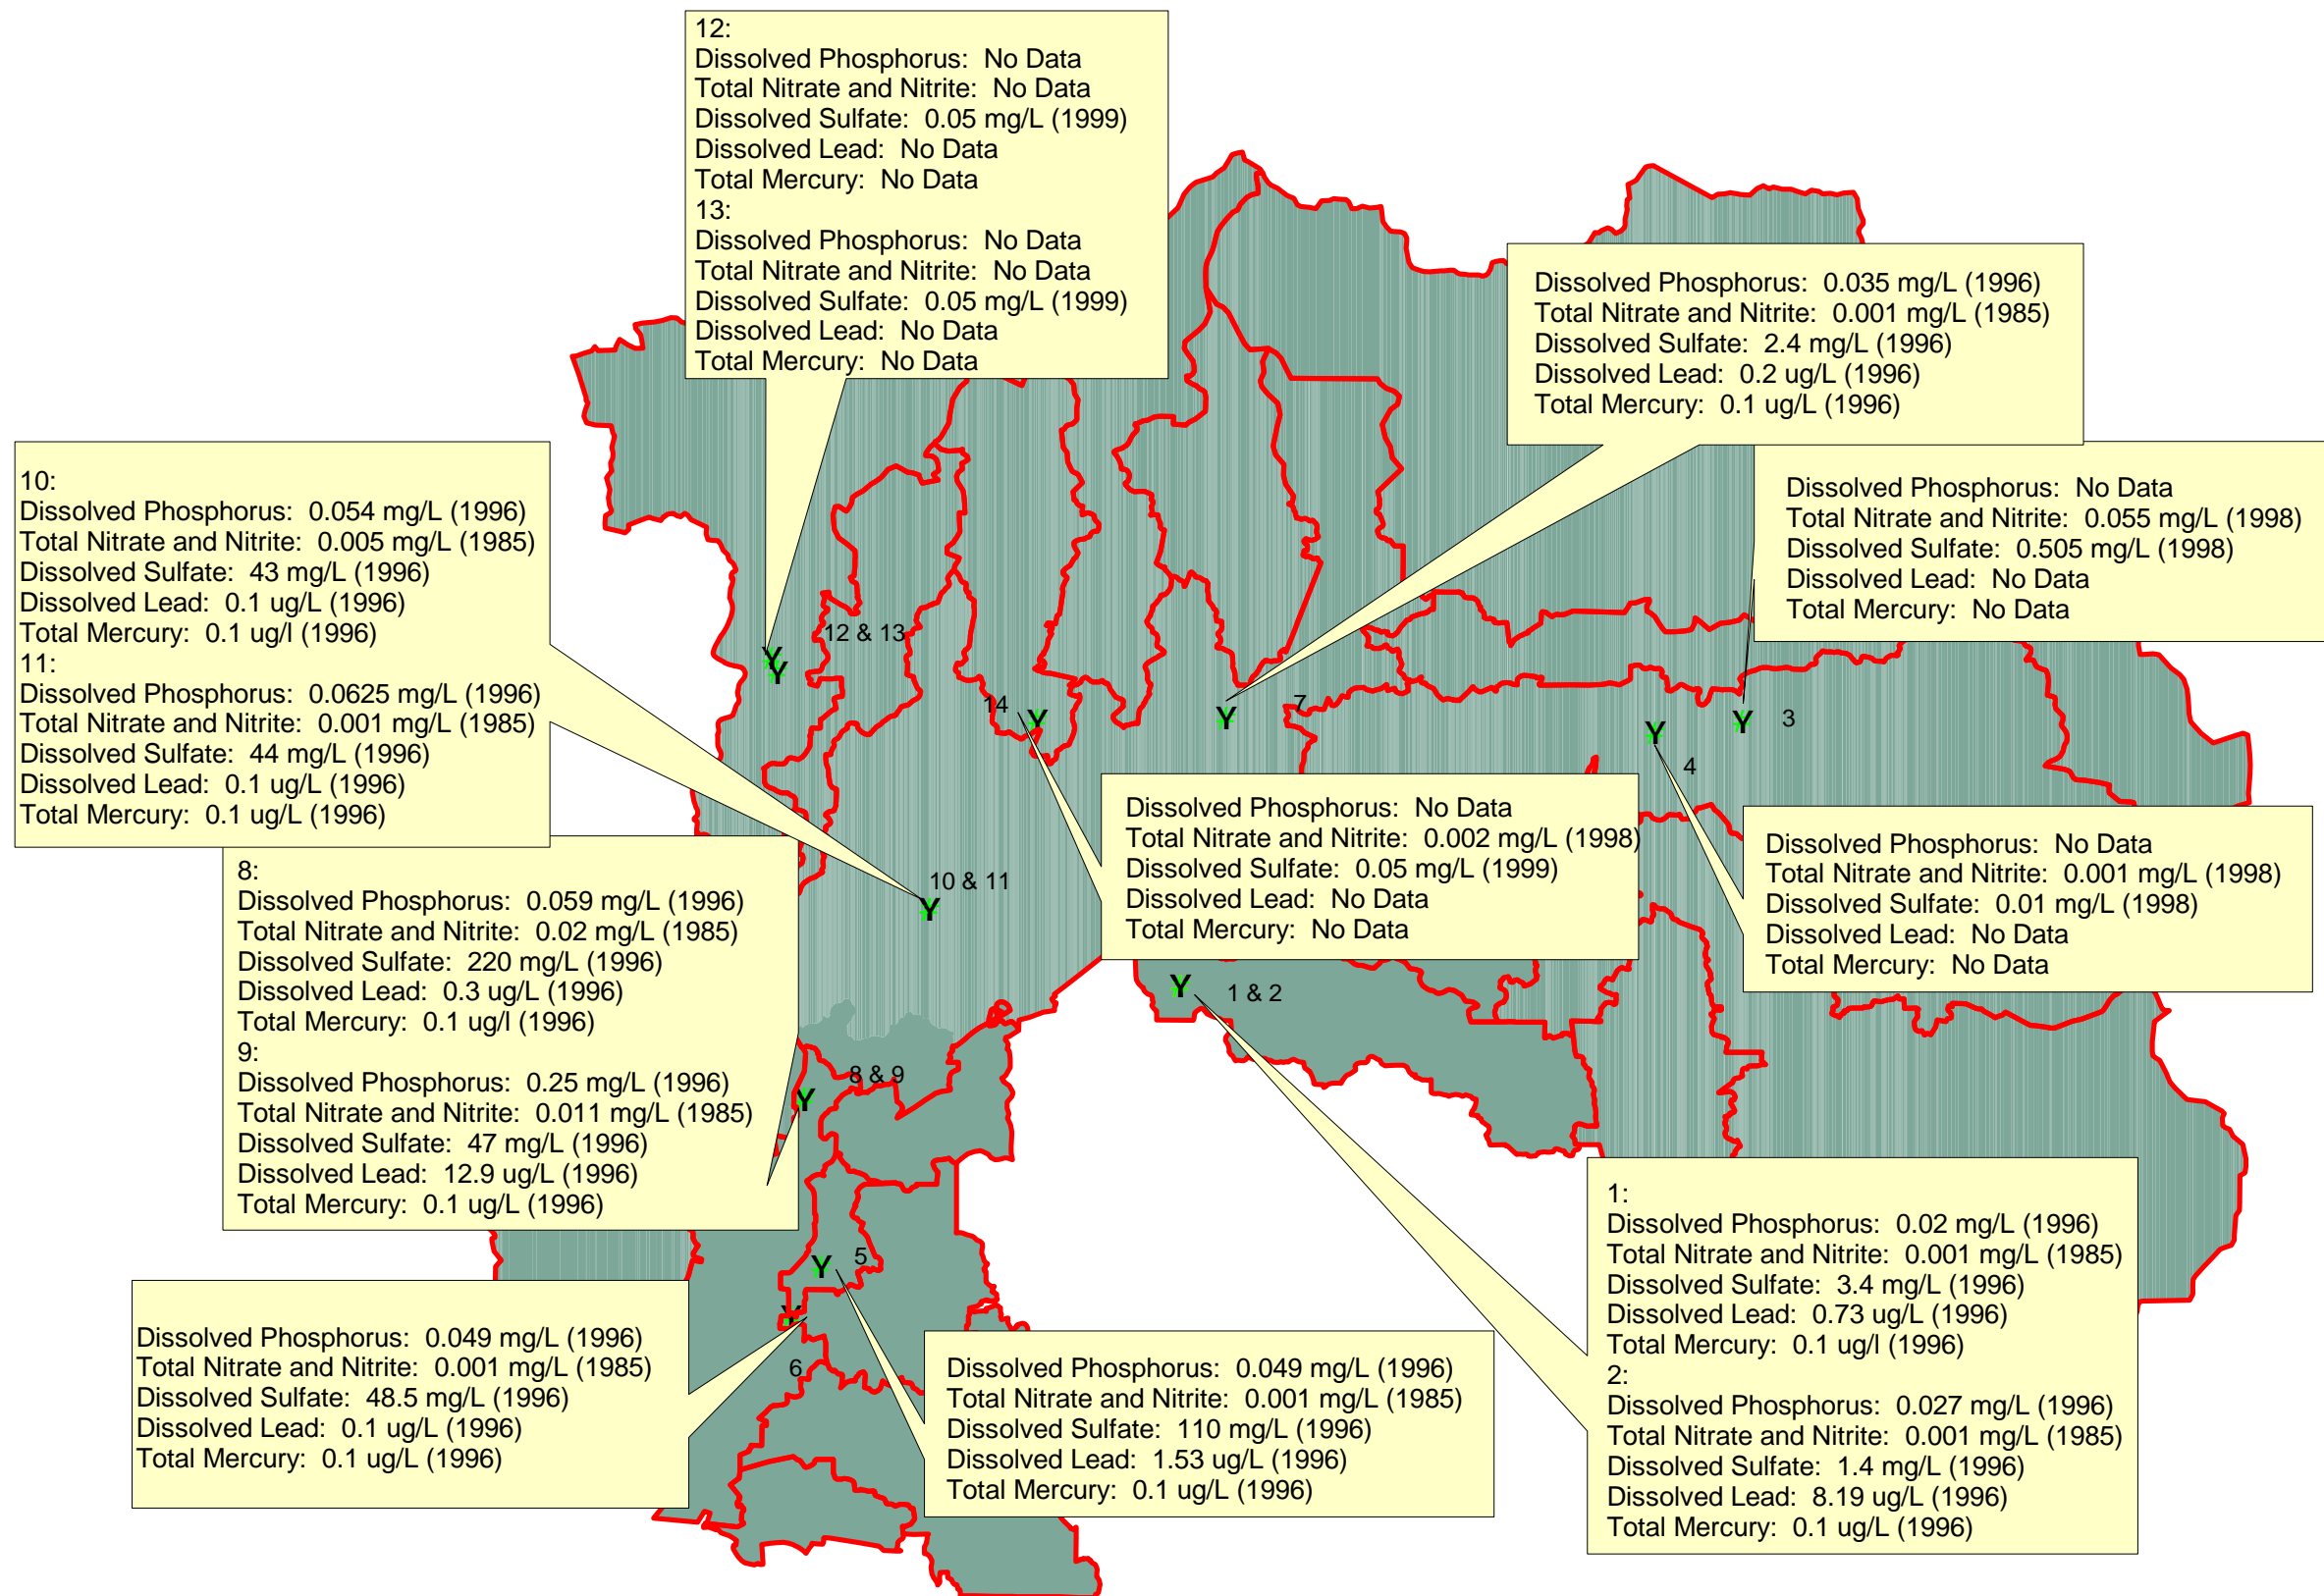 12:
Dissolved Phosphorus: No Data
Total Nitrate and Nitrite: No Data
Dissolved Sulfate: 0.05 mg/L (1999)
Dissolved Lead: No Data
Total Mercury: No Data
13:
Dissolved Phosphorus: No Data
Total Nitrate and Nitrite: No Data
Dissolved Sulfate: 0.05 mg/L (1999)
Dissolved Lead: No Data
Total Mercury: No Data
Dissolved Phosphorus: 0.035 mg/L (1996)
Total Nitrate and Nitrite: 0.001 mg/L (1985)
Dissolved Sulfate: 2.4 mg/L (1996)
Dissolved Lead: 0.2 ug/L (1996)
Total Mercury: 0.1 ug/L (1996)
10:
Dissolved Phosphorus: 0.054 mg/L (1996)
Total Nitrate and Nitrite: 0.005 mg/L (1985)
Dissolved Sulfate: 43 mg/L (1996)
Dissolved Lead: 0.1 ug/L (1996)
Total Mercury: 0.1 ug/l (1996)
11:
Dissolved Phosphorus: 0.0625 mg/L (1996)
Total Nitrate and Nitrite: 0.001 mg/L (1985)
Dissolved Sulfate: 44 mg/L (1996)
Dissolved Lead: 0.1 ug/L (1996)
Total Mercury: 0.1 ug/L (1996)
Dissolved Phosphorus: No Data
Total Nitrate and Nitrite: 0.055 mg/L (1998)
Dissolved Sulfate: 0.505 mg/L (1998)
Dissolved Lead: No Data
Total Mercury: No Data
12 & 13
14
7
3
4
Dissolved Phosphorus: No Data
Total Nitrate and Nitrite: 0.002 mg/L (1998)
Dissolved Sulfate: 0.05 mg/L (1999)
Dissolved Lead: No Data
Total Mercury: No Data
Dissolved Phosphorus: No Data
Total Nitrate and Nitrite: 0.001 mg/L (1998)
Dissolved Sulfate: 0.01 mg/L (1998)
Dissolved Lead: No Data
Total Mercury: No Data
10 & 11
8:
Dissolved Phosphorus: 0.059 mg/L (1996)
Total Nitrate and Nitrite: 0.02 mg/L (1985)
Dissolved Sulfate: 220 mg/L (1996)
Dissolved Lead: 0.3 ug/L (1996)
Total Mercury: 0.1 ug/l (1996)
9:
Dissolved Phosphorus: 0.25 mg/L (1996)
Total Nitrate and Nitrite: 0.011 mg/L (1985)
Dissolved Sulfate: 47 mg/L (1996)
Dissolved Lead: 12.9 ug/L (1996)
Total Mercury: 0.1 ug/L (1996)
1 & 2
8 & 9
5
6
1:
Dissolved Phosphorus: 0.02 mg/L (1996)
Total Nitrate and Nitrite: 0.001 mg/L (1985)
Dissolved Sulfate: 3.4 mg/L (1996)
Dissolved Lead: 0.73 ug/L (1996)
Total Mercury: 0.1 ug/l (1996)
2:
Dissolved Phosphorus: 0.027 mg/L (1996)
Total Nitrate and Nitrite: 0.001 mg/L (1985)
Dissolved Sulfate: 1.4 mg/L (1996)
Dissolved Lead: 8.19 ug/L (1996)
Total Mercury: 0.1 ug/L (1996)
Dissolved Phosphorus: 0.049 mg/L (1996)
Total Nitrate and Nitrite: 0.001 mg/L (1985)
Dissolved Sulfate: 48.5 mg/L (1996)
Dissolved Lead: 0.1 ug/L (1996)
Total Mercury: 0.1 ug/L (1996)
Dissolved Phosphorus: 0.049 mg/L (1996)
Total Nitrate and Nitrite: 0.001 mg/L (1985)
Dissolved Sulfate: 110 mg/L (1996)
Dissolved Lead: 1.53 ug/L (1996)
Total Mercury: 0.1 ug/L (1996)